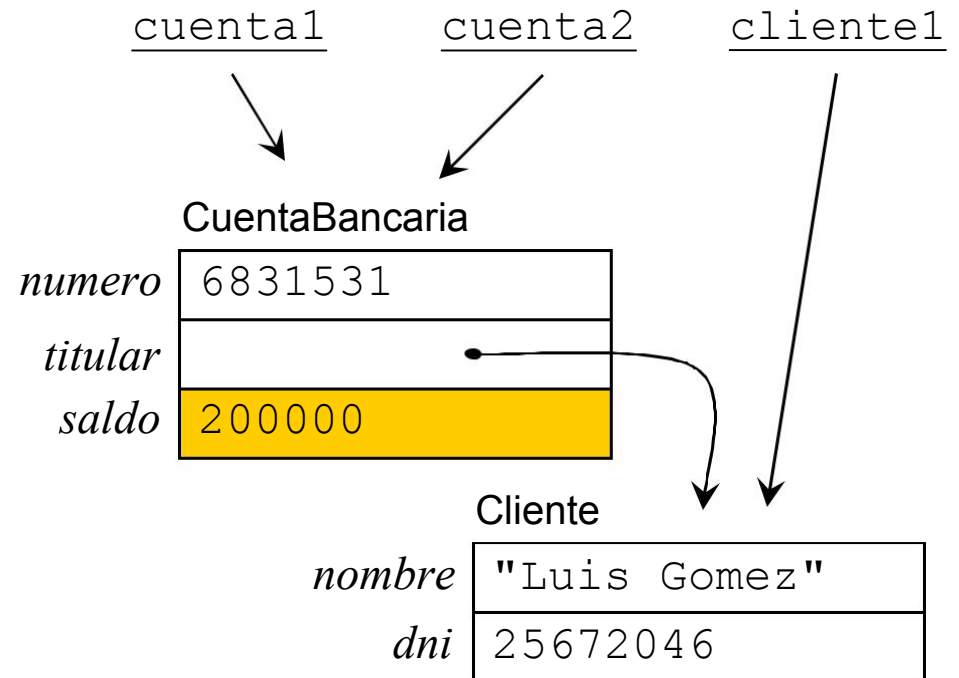 cuenta1 cuenta2 cliente1
CuentaBancaria
numero 6831531
titular
saldo 200000
Cliente
nombre "Luis Gomez"
dni 25672046